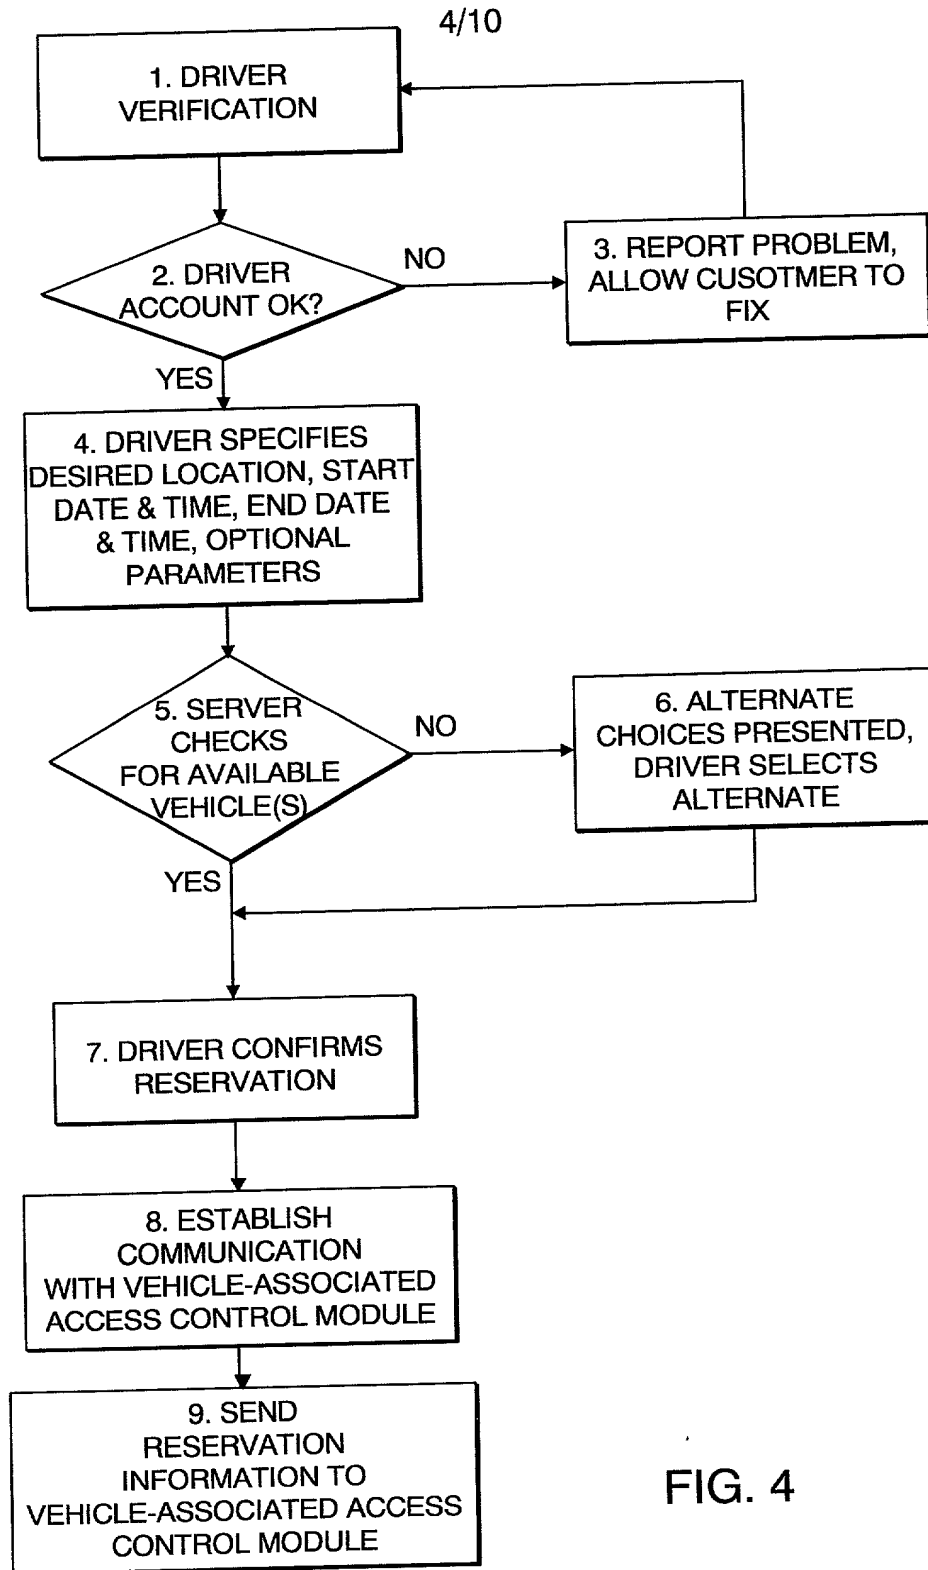 4/10
1. DRIVER
VERIFICATION
2. DRIVER
ACCOUNT OK?
NO
3. REPORT PROBLEM,
ALLOW CUSOTMER TO
FIX
YES
4. DRIVER SPECIFIES
DESIRED LOCATION, START
DATE & TIME, END DATE
& TIME, OPTIONAL
PARAMETERS
5. SERVER
CHECKS
FOR AVAILABLE
VEHICLE(S)
NO
6. ALTERNATE
CHOICES PRESENTED,
DRIVER SELECTS
ALTERNATE
YES
7. DRIVER CONFIRMS
RESERVATION
8. ESTABLISH
COMMUNICATION
WITH VEHICLE-ASSOCIATED
ACCESS CONTROL MODULE
9. SEND
RESERVATION
INFORMATION TO
VEHICLE-ASSOCIATED ACCESS
CONTROL MODULE
FIG. 4